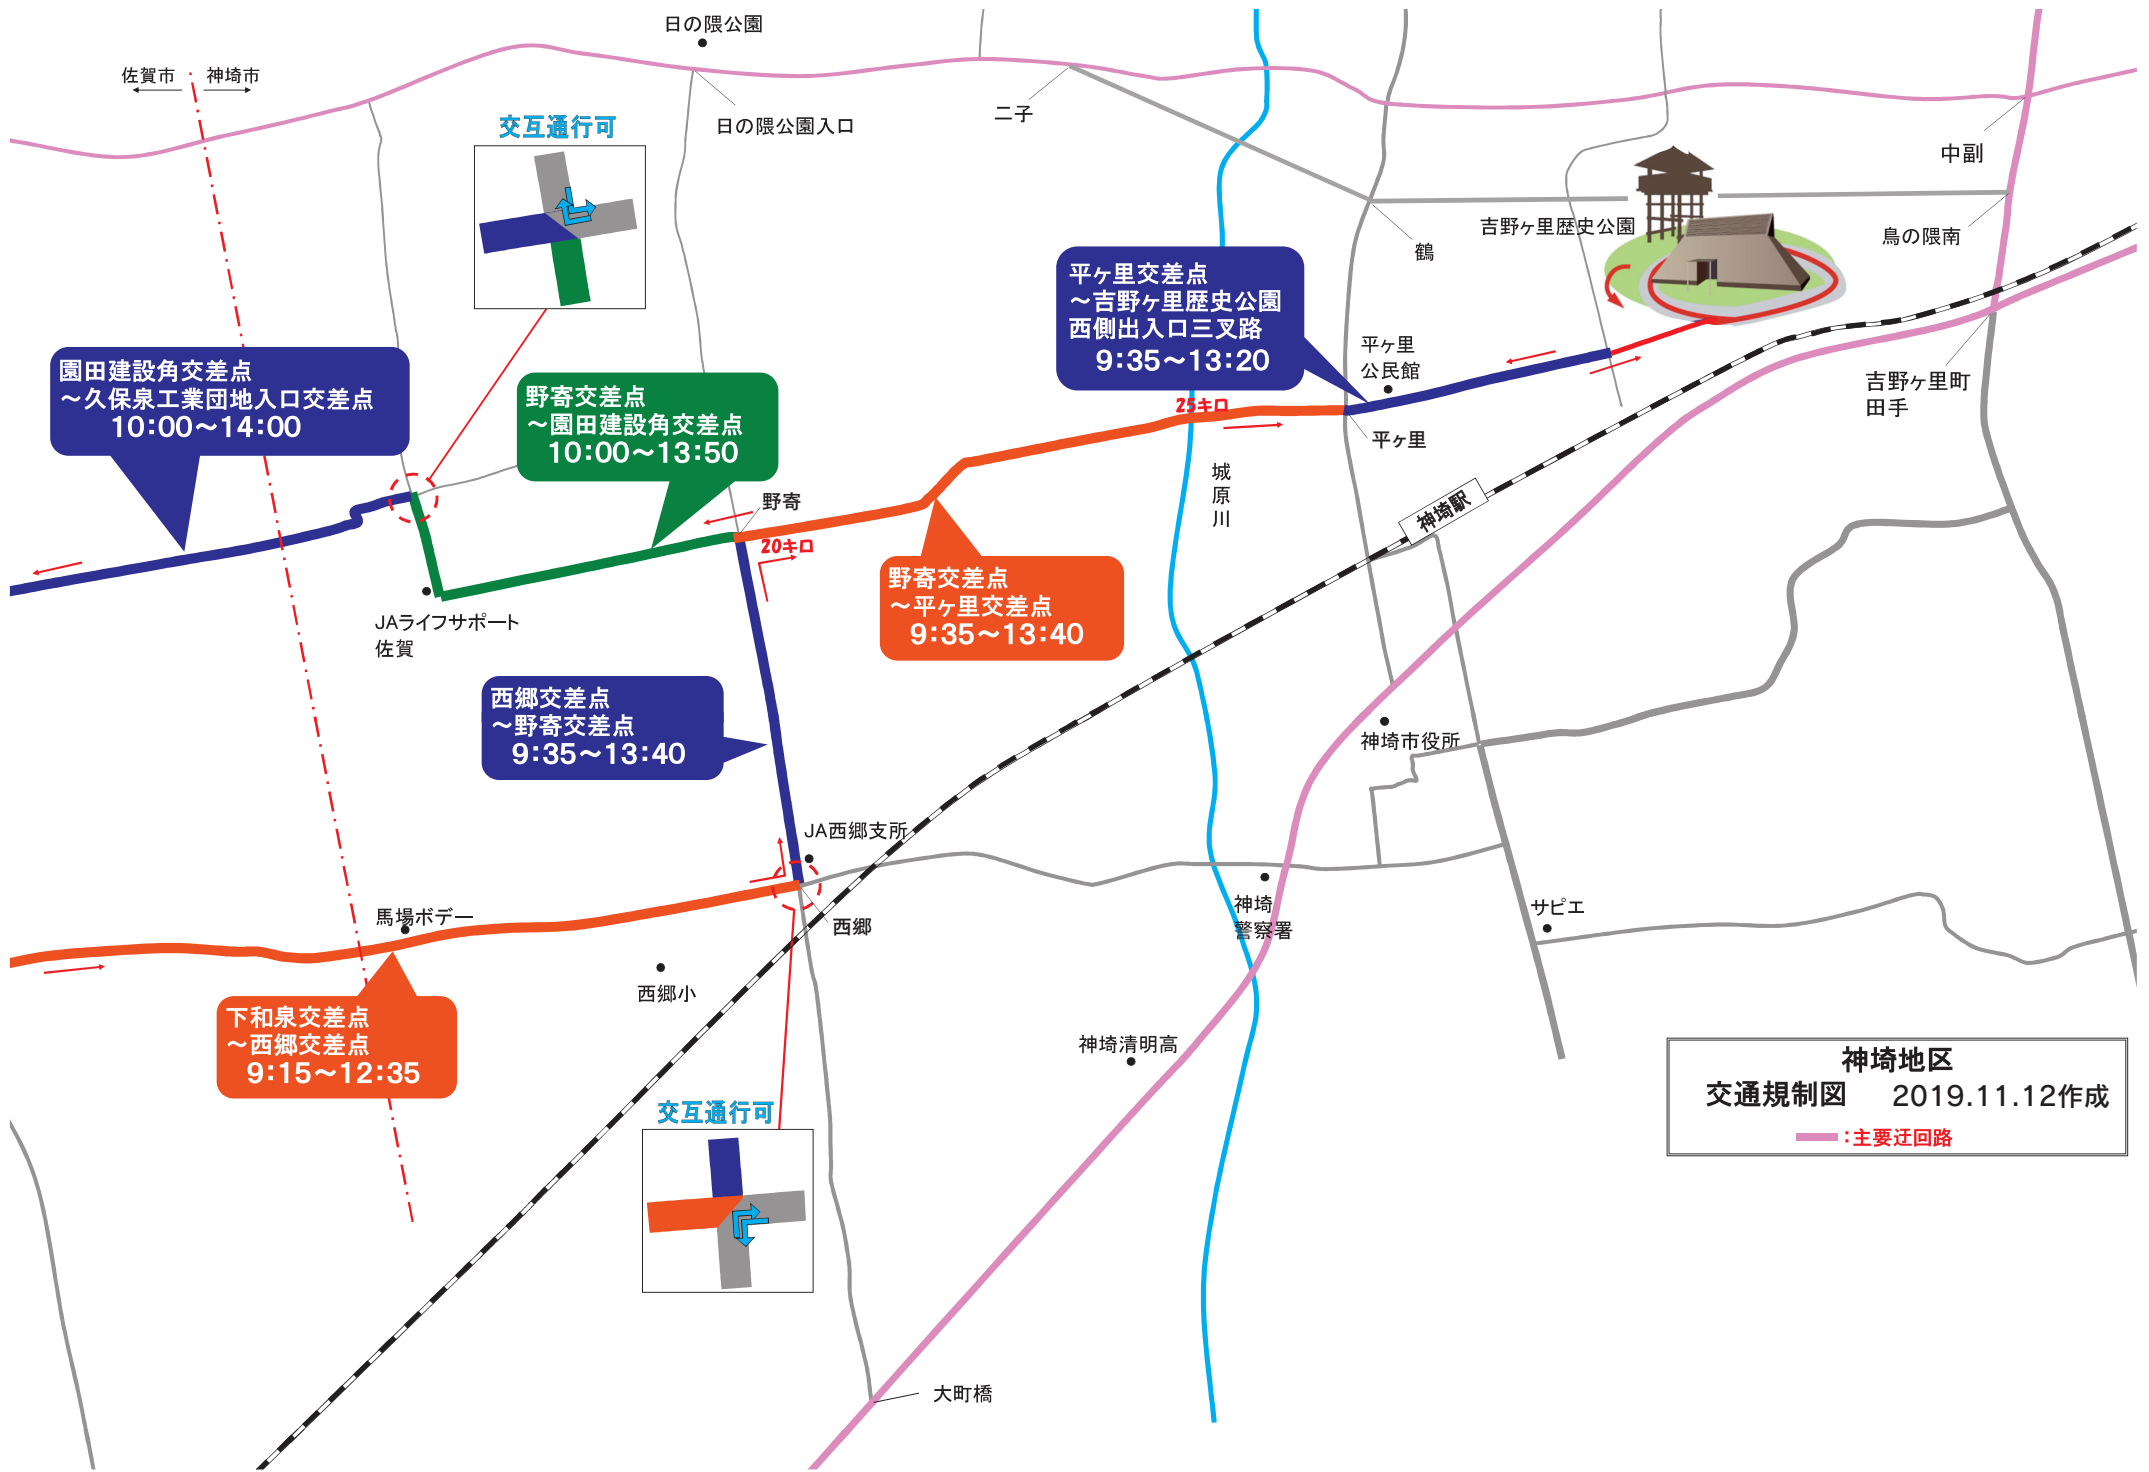 日の隈公園
佐賀市
神埼市
交互通行可
日の隈公園入口
二子
中副
吉野ヶ里歴史公園
鳥の隈南
鶴
平ヶ里交差点
～吉野ヶ里歴史公園
西側出入口三叉路
9:35～13:20
平ヶ里
公民館
吉野ヶ里町
田手
園田建設角交差点
～久保泉工業団地入口交差点
10:00～14:00
野寄交差点
～園田建設角交差点
10:00～13:50
25キロ
平ヶ里
城原川
野寄
神埼駅
20キロ
野寄交差点
～平ヶ里交差点
9:35～13:40
JAライフサポート
佐賀
西郷交差点
～野寄交差点
9:35～13:40
神埼市役所
JA西郷支所
馬場ボデー
西郷
神埼
警察署
サピエ
西郷小
下和泉交差点
～西郷交差点
9:15～12:35
神埼清明高
神埼地区
交通規制図 2019.11.12作成
:主要迂回路
交互通行可
大町橋